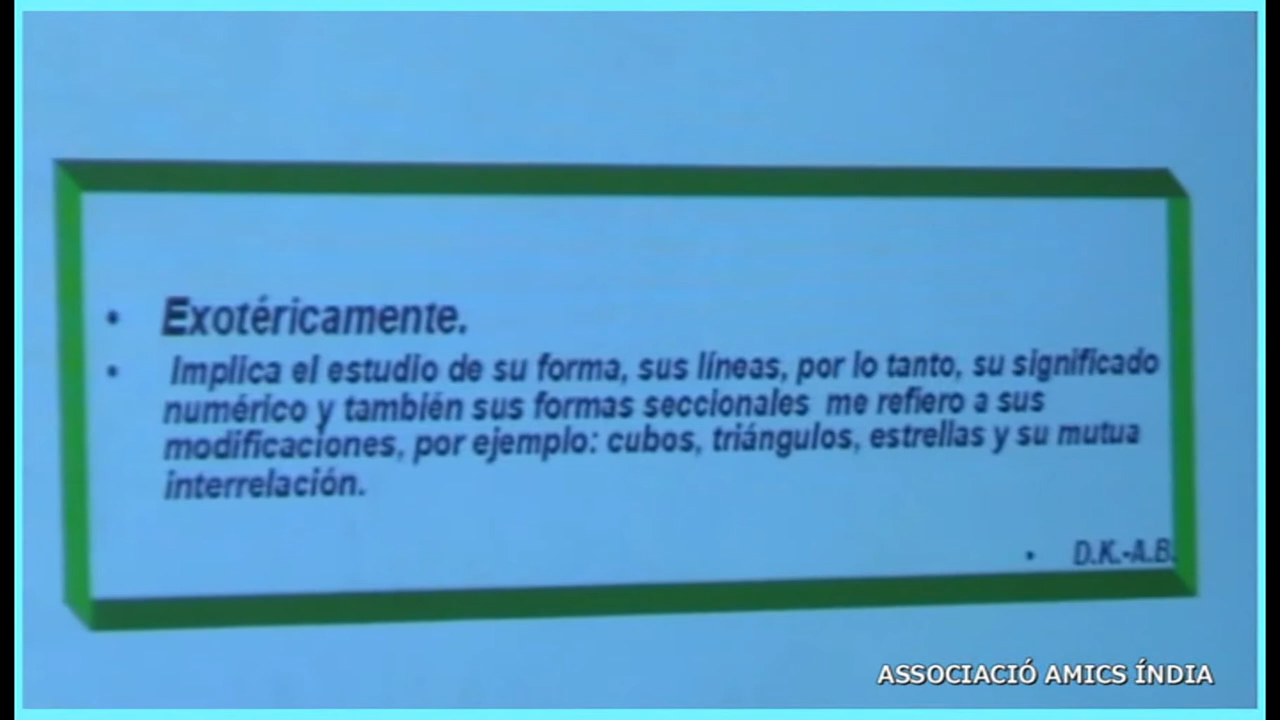 • Exotéricamente.
• Implica el estudio de su forma, sus líneas, por lo tanto, su significado
numérico y también sus formas seccionales me refiero a sus
modificaciones, por ejemplo: cubos, triángulos, estrellas y su mutua
interrelación.
• D.K.-A.B.
ASSOCIACIÓ AMICS ÍNDIA